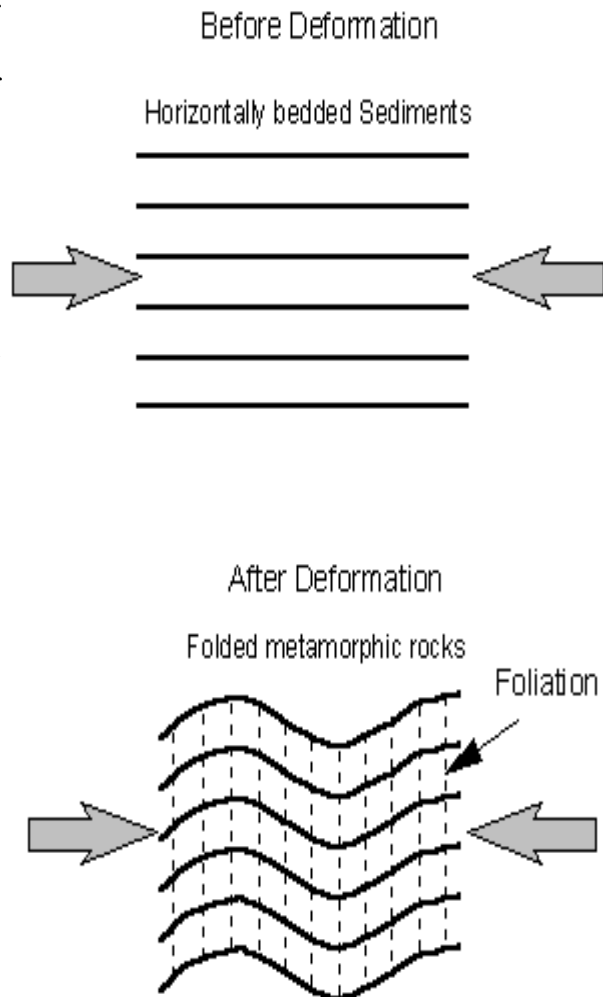 Before Deformation
Horizontally bedded Sediments
After Deformation
Folded metamorphic rocks
Foliation